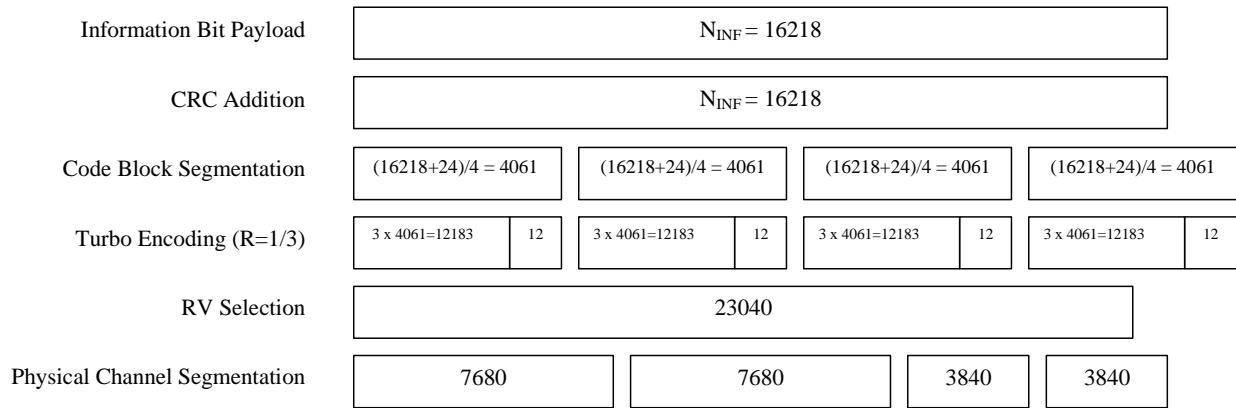 Information Bit Payload
N_INF = 16218
CRC Addition
N_INF = 16218
Code Block Segmentation
(16218+24)/4 = 4061
(16218+24)/4 = 4061
(16218+24)/4 = 4061
(16218+24)/4 = 4061
Turbo Encoding (R=1/3)
3 x 4061=12183
12
3 x 4061=12183
12
3 x 4061=12183
12
3 x 4061=12183
12
RV Selection
23040
Physical Channel Segmentation
7680
7680
3840
3840